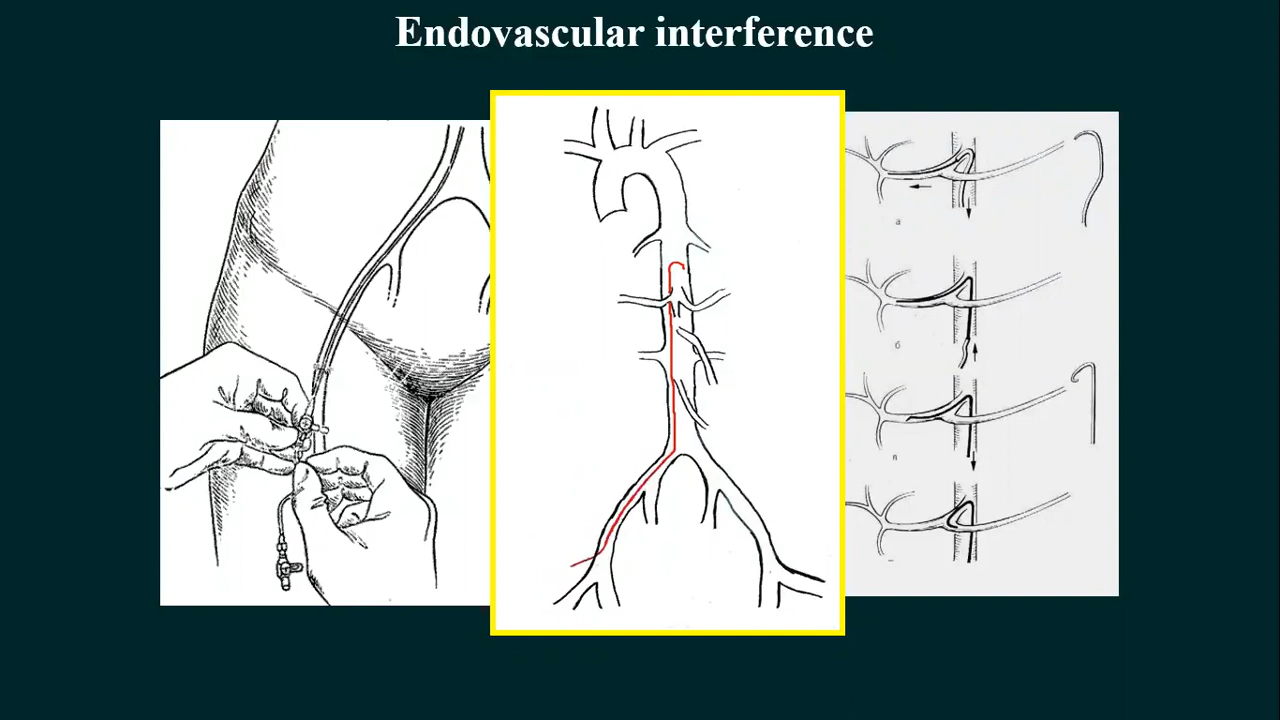 Endovascular interference
а
б
в